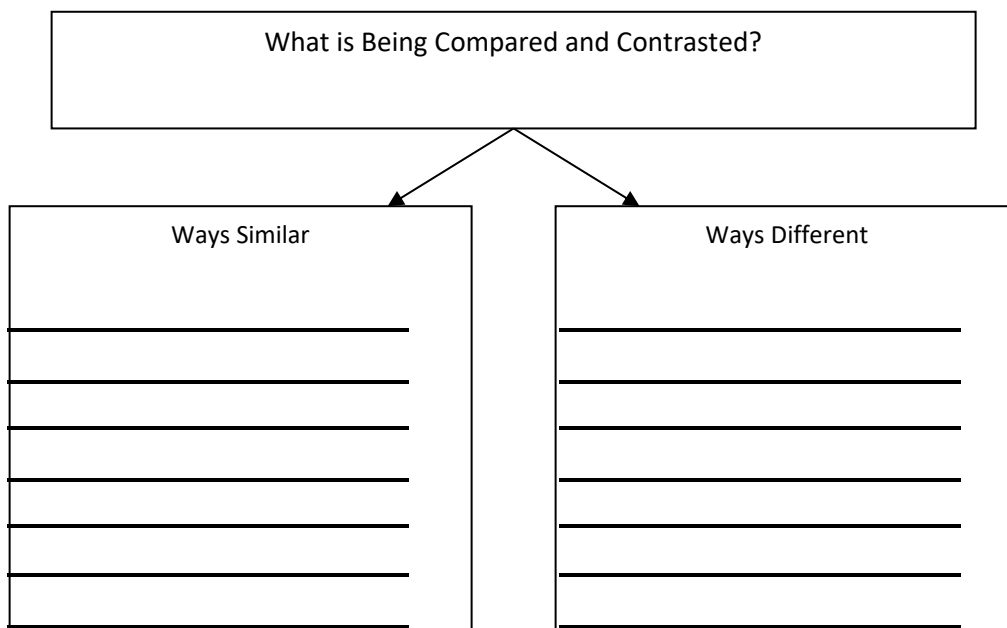 What is Being Compared and Contrasted?
Ways Similar
Ways Different